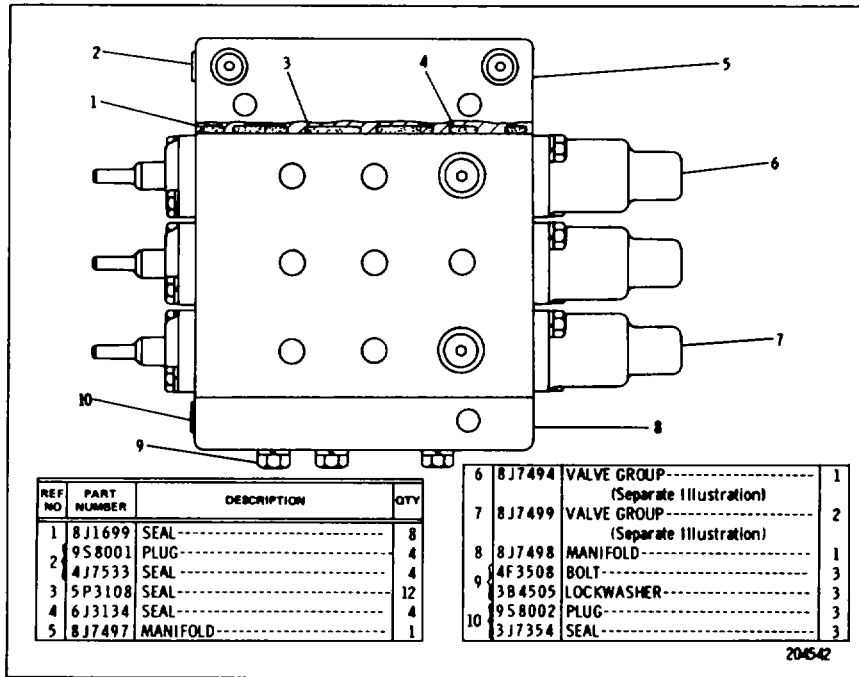 2
3
4
5
1
6
7
10
8
9
REF NO PART NUMBER DESCRIPTION QTY
1 8J1699 SEAL 8
2 9S8001 PLUG 4
4J7533 SEAL 4
3 5P3108 SEAL 12
4 6J3134 SEAL 4
5 8J7497 MANIFOLD 1
6 8J7494 VALVE GROUP 1
(Separate Illustration)
7 8J7499 VALVE GROUP 2
(Separate Illustration)
8 8J7498 MANIFOLD 1
9 4F3508 BOLT 3
3B4505 LOCKWASHER 3
10 9S8002 PLUG 3
3J7354 SEAL 3
204542